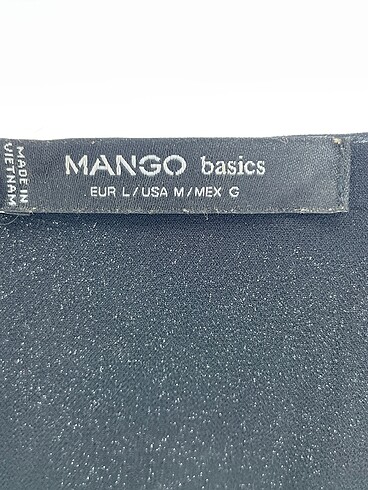 MADE IN
VIETNAM
MANGO basics
EUR L/USA M/MEX G